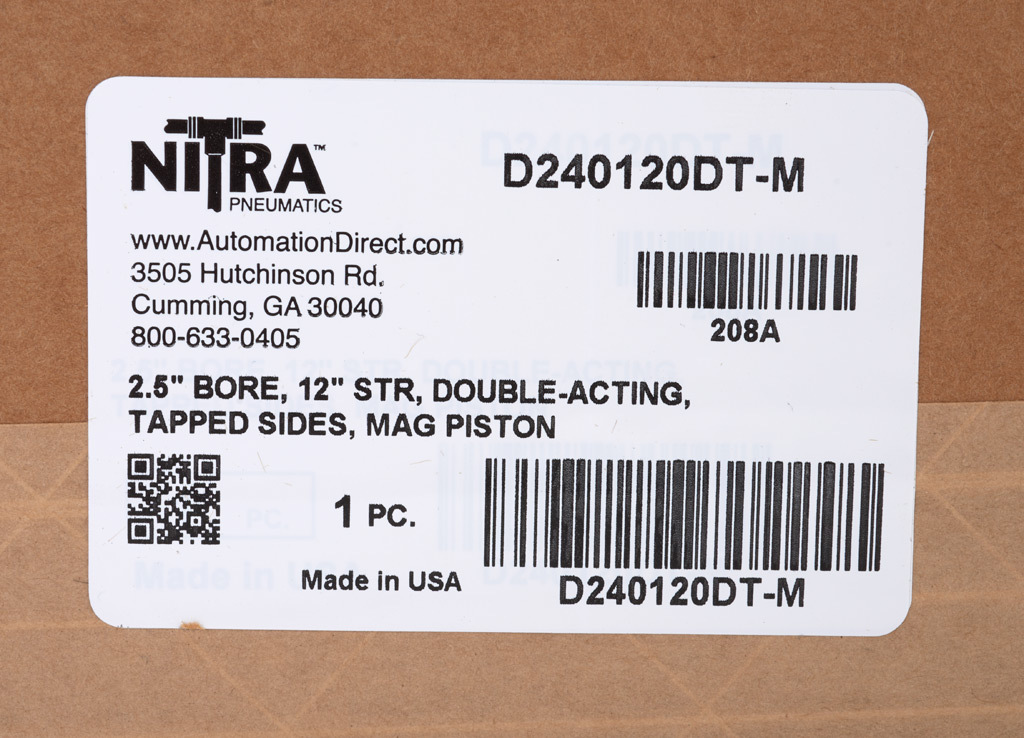 NITRA™
PNEUMATICS
D240120DT-M
www.AutomationDirect.com
3505 Hutchinson Rd.
Cumming, GA 30040
800-633-0405
208A
2.5" BORE, 12" STR, DOUBLE-ACTING,
TAPPED SIDES, MAG PISTON
1 PC.
Made in USA
D240120DT-M